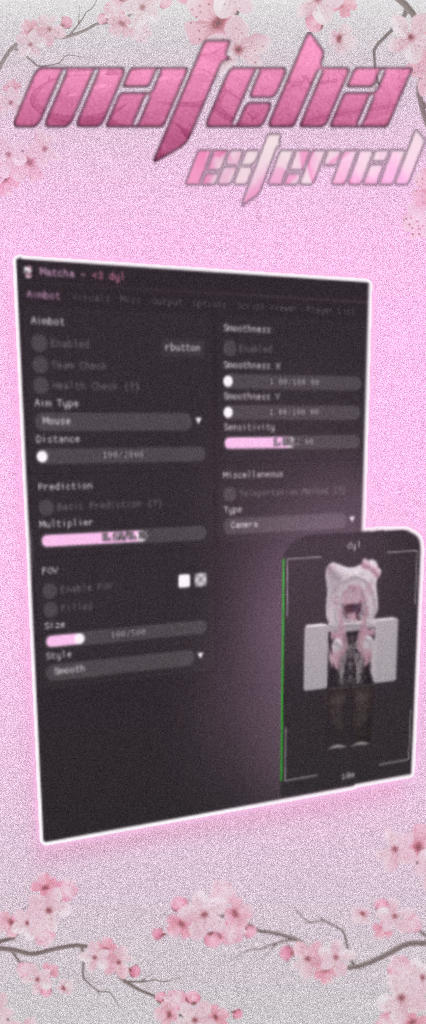 matcha
external
Matcha - <3 dyl
Aimbot Visuals Misc Output Options Script Viewer Player List
Aimbot
Enabled
rbutton
Team Check
Health Check (?)
Aim Type
Mouse
Distance
100/2000
Prediction
Basic Prediction (?)
Multiplier
FOV
Enable FOV
Filled
Size
100/500
Style
Smooth
Smoothness
Enabled
Smoothness X
1.00/100.00
Smoothness Y
1.00/100.00
Sensitivity
Miscellaneous
Teleportation Method (?)
Type
Camera
dyl
10m